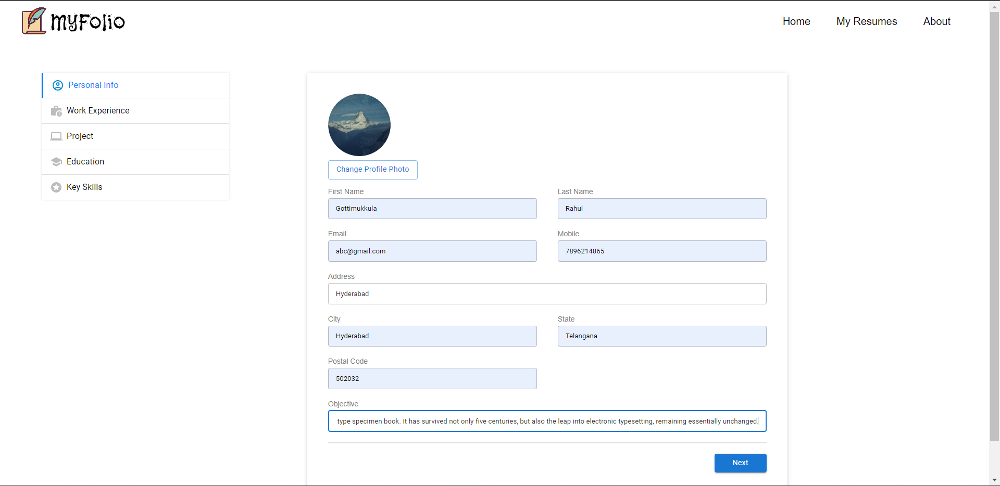 myFolio
Home My Resumes About
Personal Info
Work Experience
Project
Education
Key Skills
Change Profile Photo
First Name Last Name
Gottimukkula Rahul
Email Mobile
abc@gmail.com 7896214865
Address
Hyderabad
City State
Hyderabad Telangana
Postal Code
502032
Objective
type specimen book. It has survived not only five centuries, but also the leap into electronic typesetting, remaining essentially unchanged.
Next